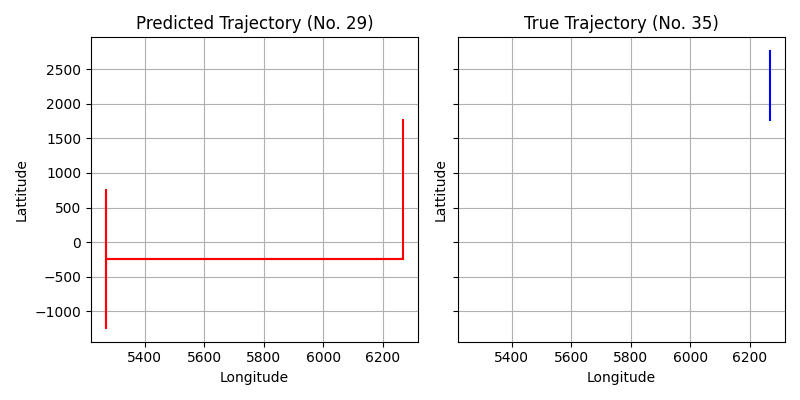 Predicted Trajectory (No. 29)
True Trajectory (No. 35)
Lattitude
2500
2000
1500
1000
500
0
−500
−1000
5400 5600 5800 6000 6200
Longitude
Lattitude
5400 5600 5800 6000 6200
Longitude